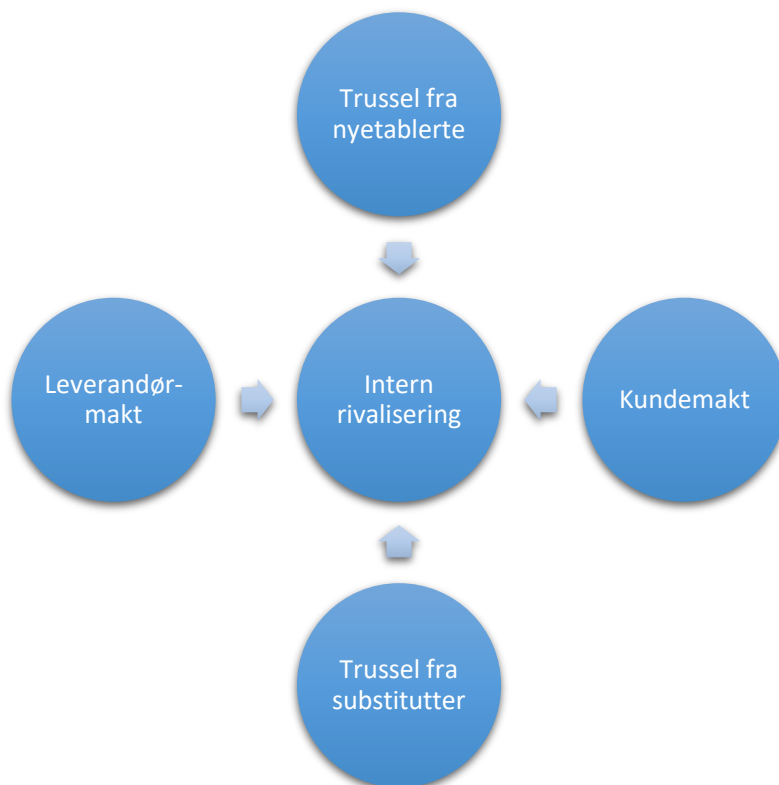 Trussel fra
nyetablerte
Leverandør-
makt
Intern
rivalisering
Kundemakt
Trussel fra
substitutter